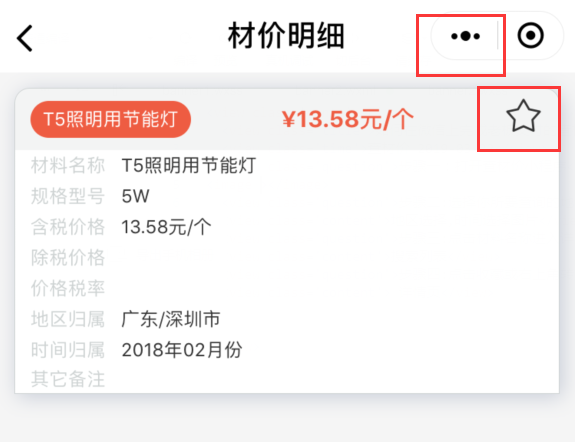 材价明细
T5照明用节能灯 ¥13.58元/个
材料名称 T5照明用节能灯
规格型号 5W
含税价格 13.58元/个
除税价格
价格税率
地区归属 广东/深圳市
时间归属 2018年02月份
其它备注